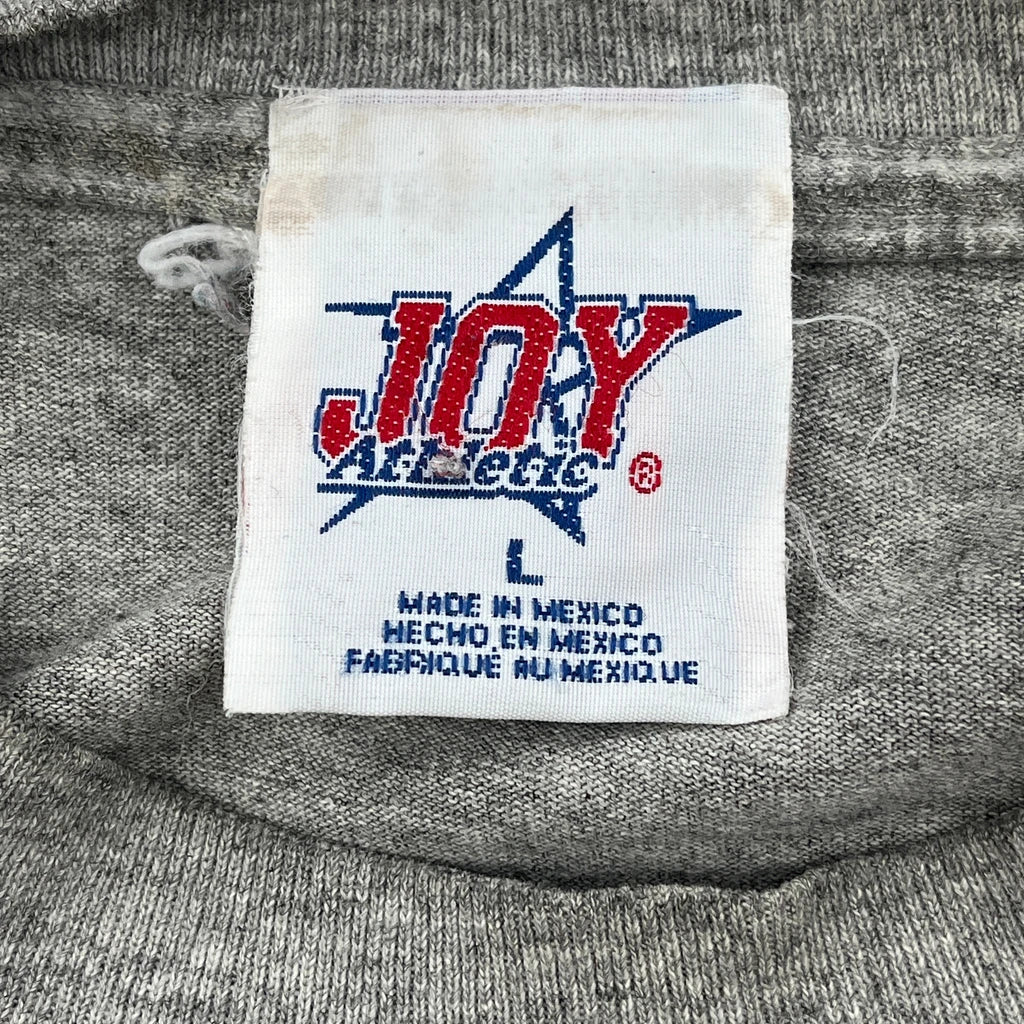 JOY
Athletic ®
L
MADE IN MEXICO
HECHO EN MEXICO
FABRIQUÉ AU MEXIQUE